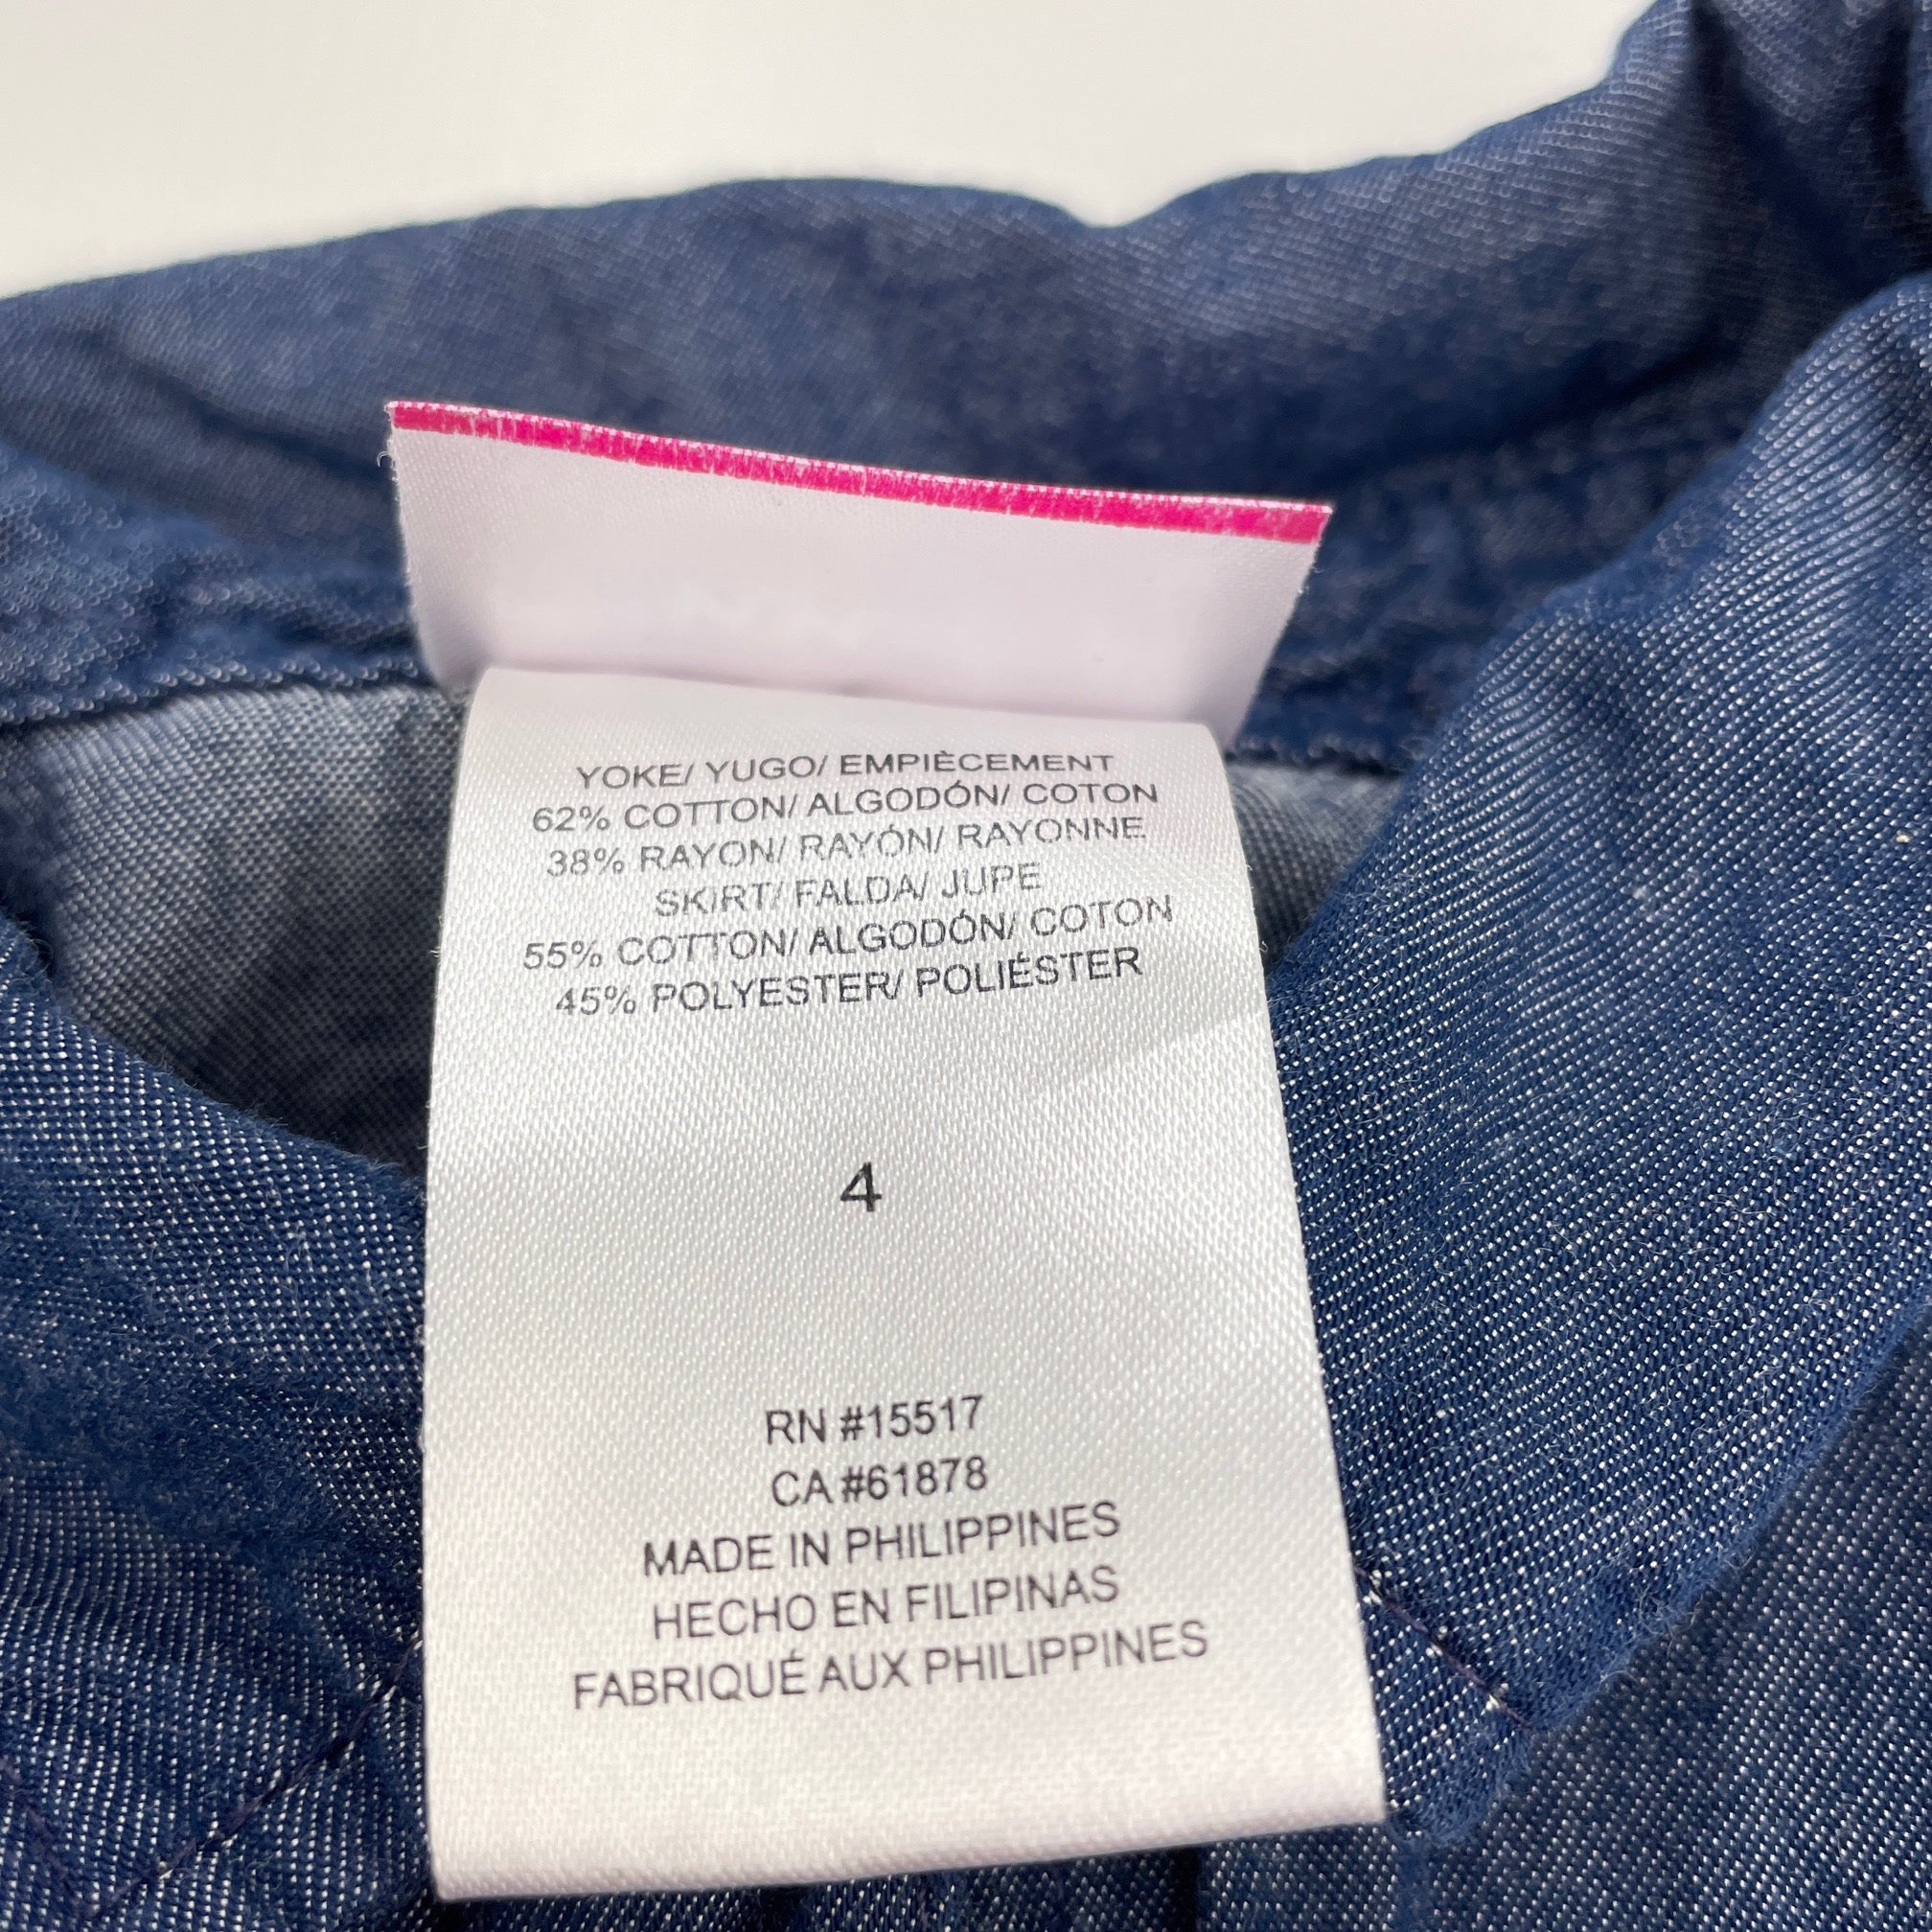 YOKE/ YUGO/ EMPIÈCEMENT
62% COTTON/ ALGODÓN/ COTON
38% RAYON/ RAYÓN/ RAYONNE
SKIRT/ FALDA/ JUPE
55% COTTON/ ALGODÓN/ COTON
45% POLYESTER/ POLIÉSTER
4
RN #15517
CA #61878
MADE IN PHILIPPINES
HECHO EN FILIPINAS
FABRIQUÉ AUX PHILIPPINES